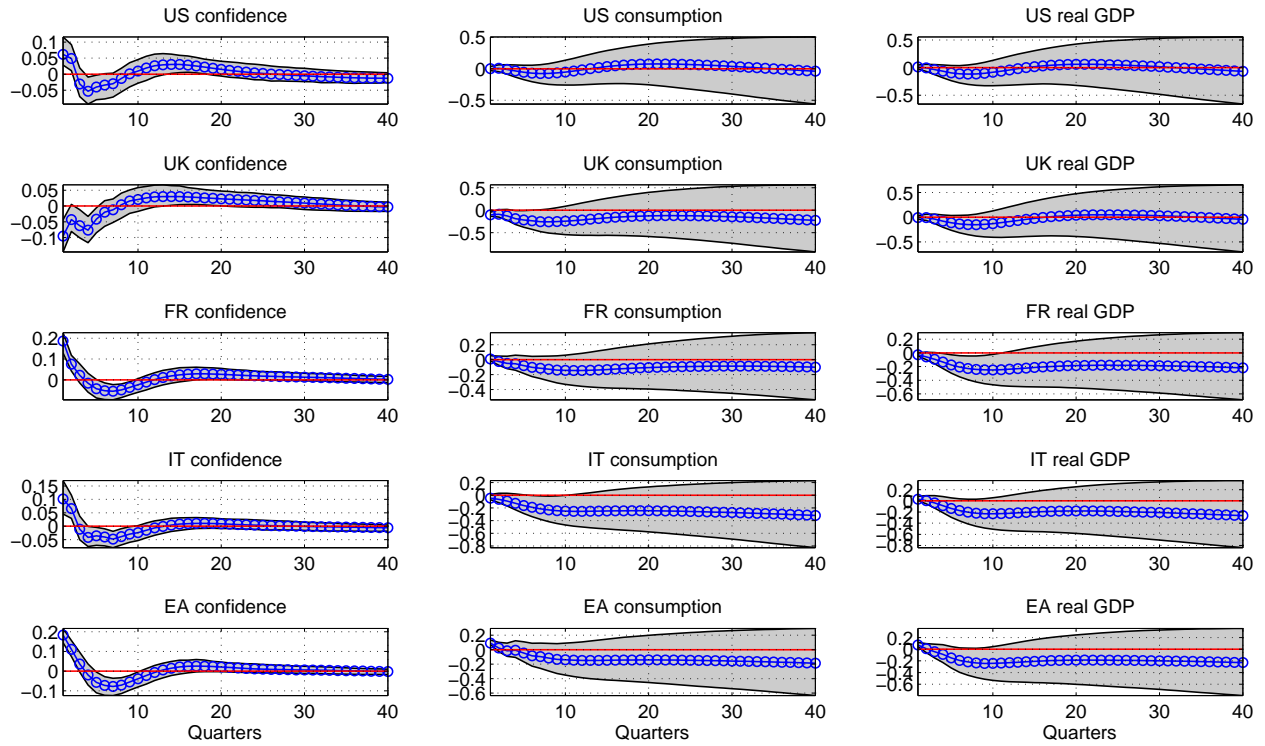 US confidence
0.1
0.05
0
−0.05
10 20 30 40
US consumption
0.5
0
−0.5
10 20 30 40
US real GDP
0.5
0
−0.5
10 20 30 40
UK confidence
0.05
0
−0.05
−0.1
10 20 30 40
UK consumption
0.5
0
−0.5
10 20 30 40
UK real GDP
0.5
0
−0.5
10 20 30 40
FR confidence
0.2
0.1
0
10 20 30 40
FR consumption
0.2
0
−0.2
−0.4
10 20 30 40
FR real GDP
0.2
0
−0.2
−0.4
−0.6
10 20 30 40
IT confidence
0.15
0.1
0.05
0
−0.05
10 20 30 40
IT consumption
0.2
0
−0.2
−0.4
−0.6
−0.8
10 20 30 40
IT real GDP
0.2
0
−0.2
−0.4
−0.6
−0.8
10 20 30 40
EA confidence
0.2
0.1
0
−0.1
10 20 30 40
Quarters
EA consumption
0.2
0
−0.2
−0.4
−0.6
10 20 30 40
Quarters
EA real GDP
0.2
0
−0.2
−0.4
−0.6
10 20 30 40
Quarters